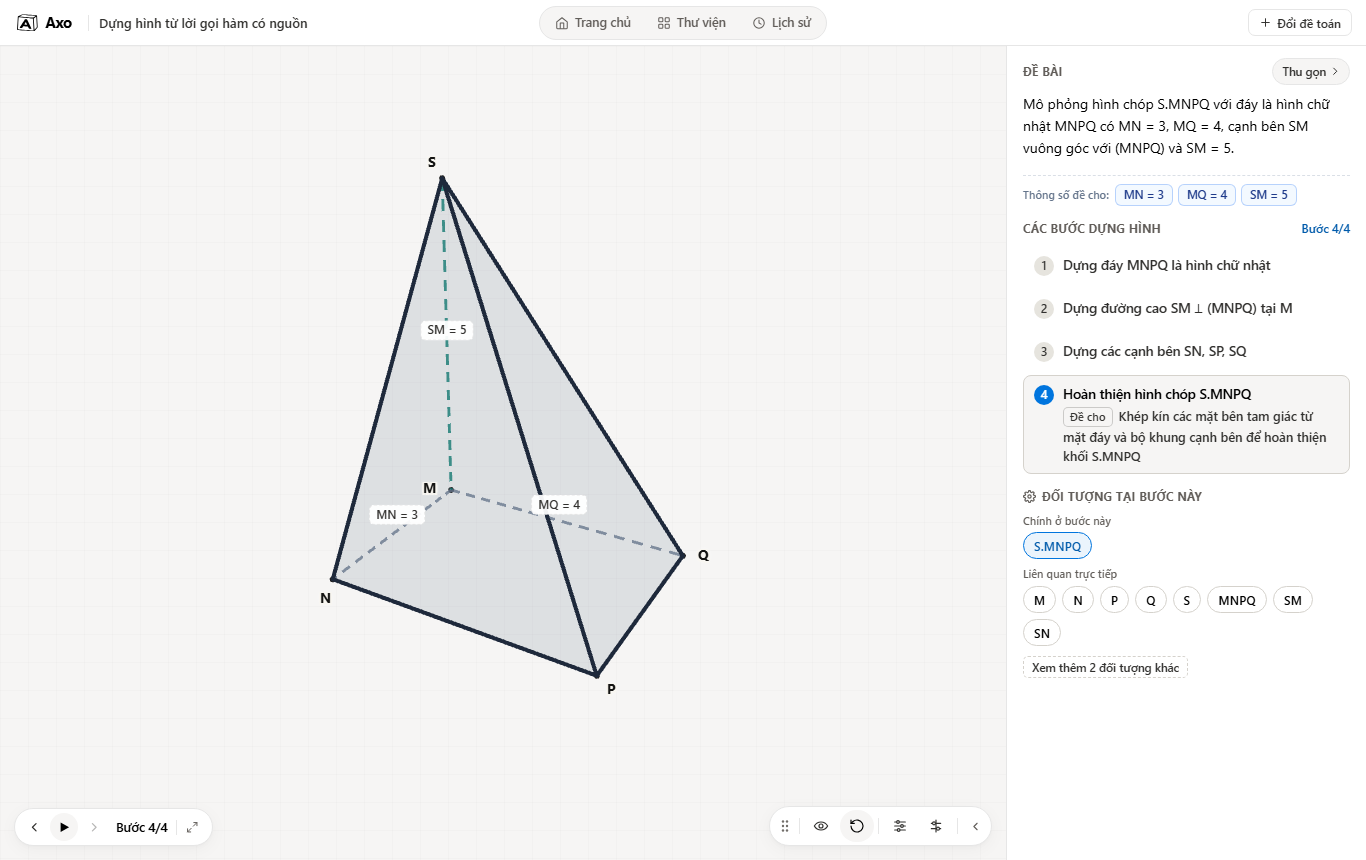 Axo
Dựng hình từ lời gọi hàm có nguồn
Trang chủ
Thư viện
Lịch sử
Đổi đề toán
S
SM = 5
M
MN = 3
MQ = 4
Q
N
P
Bước 4/4
ĐỀ BÀI
Thu gọn
Mô phỏng hình chóp S.MNPQ với đáy là hình chữ
nhật MNPQ có MN = 3, MQ = 4, cạnh bên SM
vuông góc với (MNPQ) và SM = 5.
Thông số đề cho: MN = 3 MQ = 4 SM = 5
CÁC BƯỚC DỰNG HÌNH
Bước 4/4
1 Dựng đáy MNPQ là hình chữ nhật
2 Dựng đường cao SM ⊥ (MNPQ) tại M
3 Dựng các cạnh bên SN, SP, SQ
4 Hoàn thiện hình chóp S.MNPQ
Đề cho Khép kín các mặt bên tam giác từ
mặt đáy và bộ khung cạnh bên để hoàn thiện
khối S.MNPQ
ĐỐI TƯỢNG TẠI BƯỚC NÀY
Chính ở bước này
S.MNPQ
Liên quan trực tiếp
M N P Q S MNPQ SM
SN
Xem thêm 2 đối tượng khác